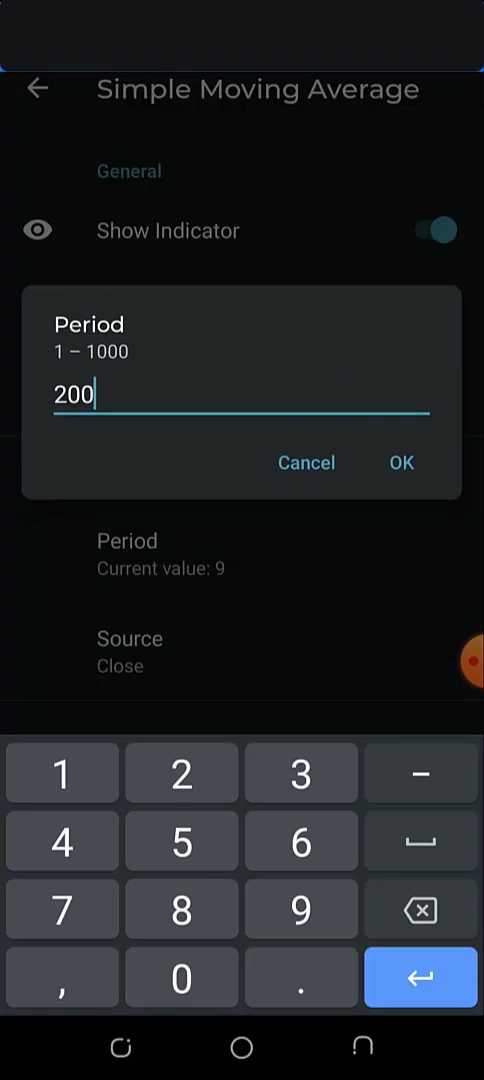 Simple Moving Average
General
Show Indicator
Period
1 – 1000
200
Cancel OK
Period
Current value: 9
Source
Close
1 2 3 –
4 5 6
7 8 9
, 0 .